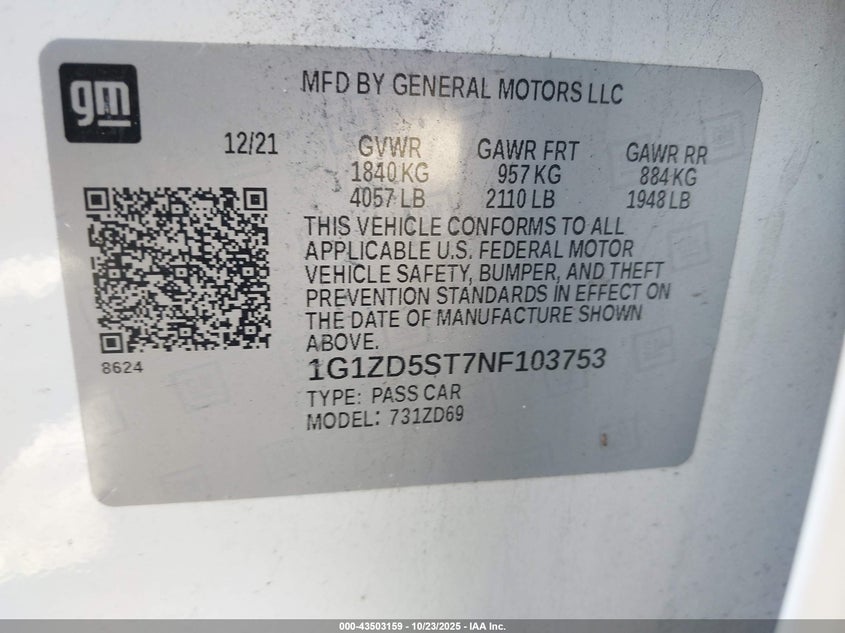 gm
MFD BY GENERAL MOTORS LLC
12/21 GVWR GAWR FRT GAWR RR
1840 KG 957 KG 884 KG
4057 LB 2110 LB 1948 LB
THIS VEHICLE CONFORMS TO ALL
APPLICABLE U.S. FEDERAL MOTOR
VEHICLE SAFETY, BUMPER, AND THEFT
PREVENTION STANDARDS IN EFFECT ON
THE DATE OF MANUFACTURE SHOWN
ABOVE.
8624
1G1ZD5ST7NF103753
TYPE: PASS CAR
MODEL: 731ZD69
000-43503159 - 10/23/2025 - IAA Inc.